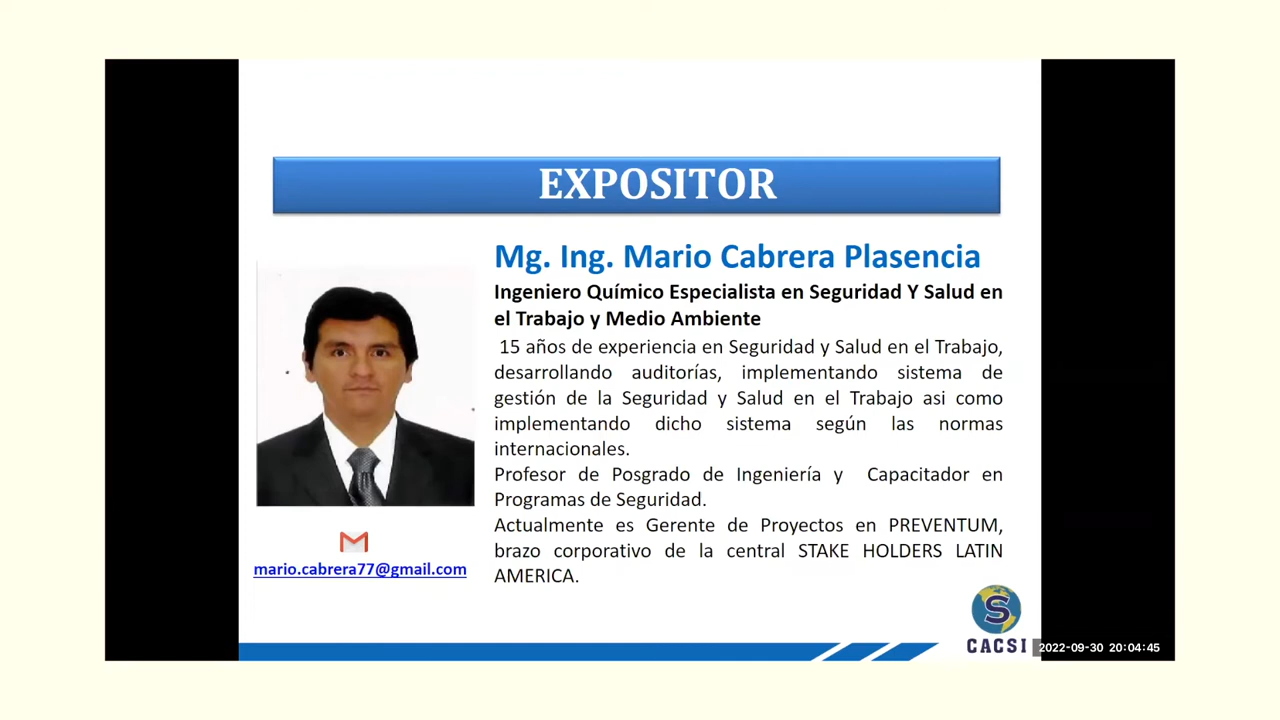 EXPOSITOR
Mg. Ing. Mario Cabrera Plasencia
Ingeniero Químico Especialista en Seguridad Y Salud en
el Trabajo y Medio Ambiente
15 años de experiencia en Seguridad y Salud en el Trabajo,
desarrollando auditorías, implementando sistema de
gestión de la Seguridad y Salud en el Trabajo asi como
implementando dicho sistema según las normas
internacionales.
Profesor de Posgrado de Ingeniería y Capacitador en
Programas de Seguridad.
Actualmente es Gerente de Proyectos en PREVENTUM,
brazo corporativo de la central STAKE HOLDERS LATIN
AMERICA.
mario.cabrera77@gmail.com
S
CACSI
2022-09-30 20:04:45